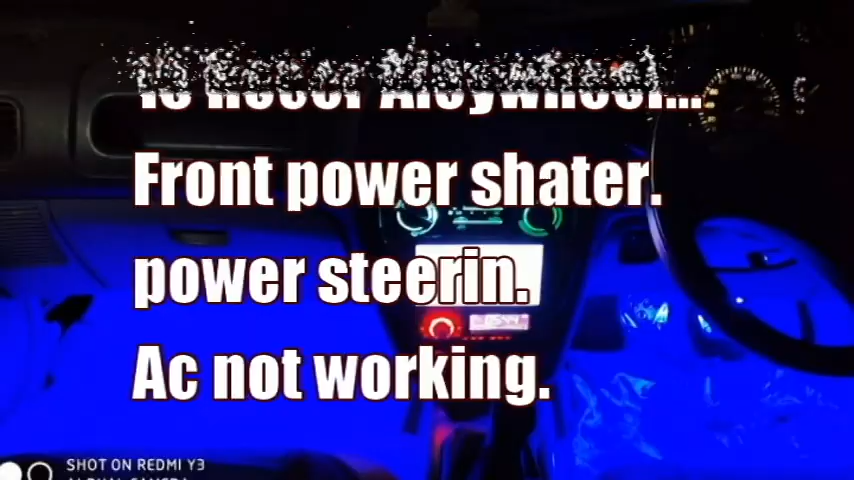 Front power shater.
power steerin.
Ac not working.
SHOT ON REDMI Y3